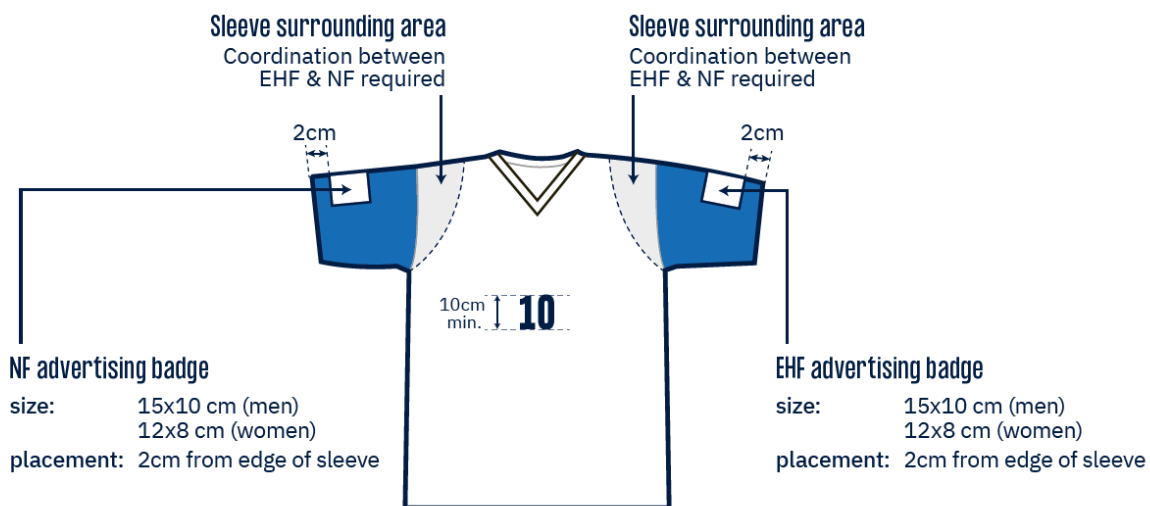 Sleeve surrounding area
Coordination between
EHF & NF required
Sleeve surrounding area
Coordination between
EHF & NF required
2cm
2cm
10cm
min.
10
NF advertising badge
size: 15x10 cm (men)
12x8 cm (women)
placement: 2cm from edge of sleeve
EHF advertising badge
size: 15x10 cm (men)
12x8 cm (women)
placement: 2cm from edge of sleeve